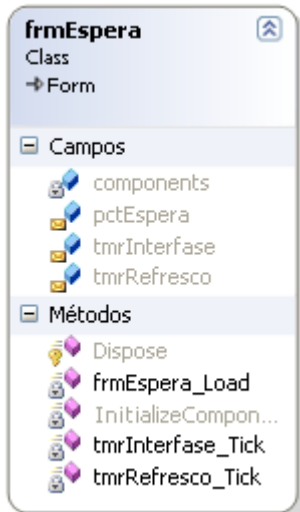 frmEspera
Class
Form
Campos
components
pctEspera
tmrInterfase
tmrRefresco
Métodos
Dispose
frmEspera_Load
InitializeCompon...
tmrInterfase_Tick
tmrRefresco_Tick